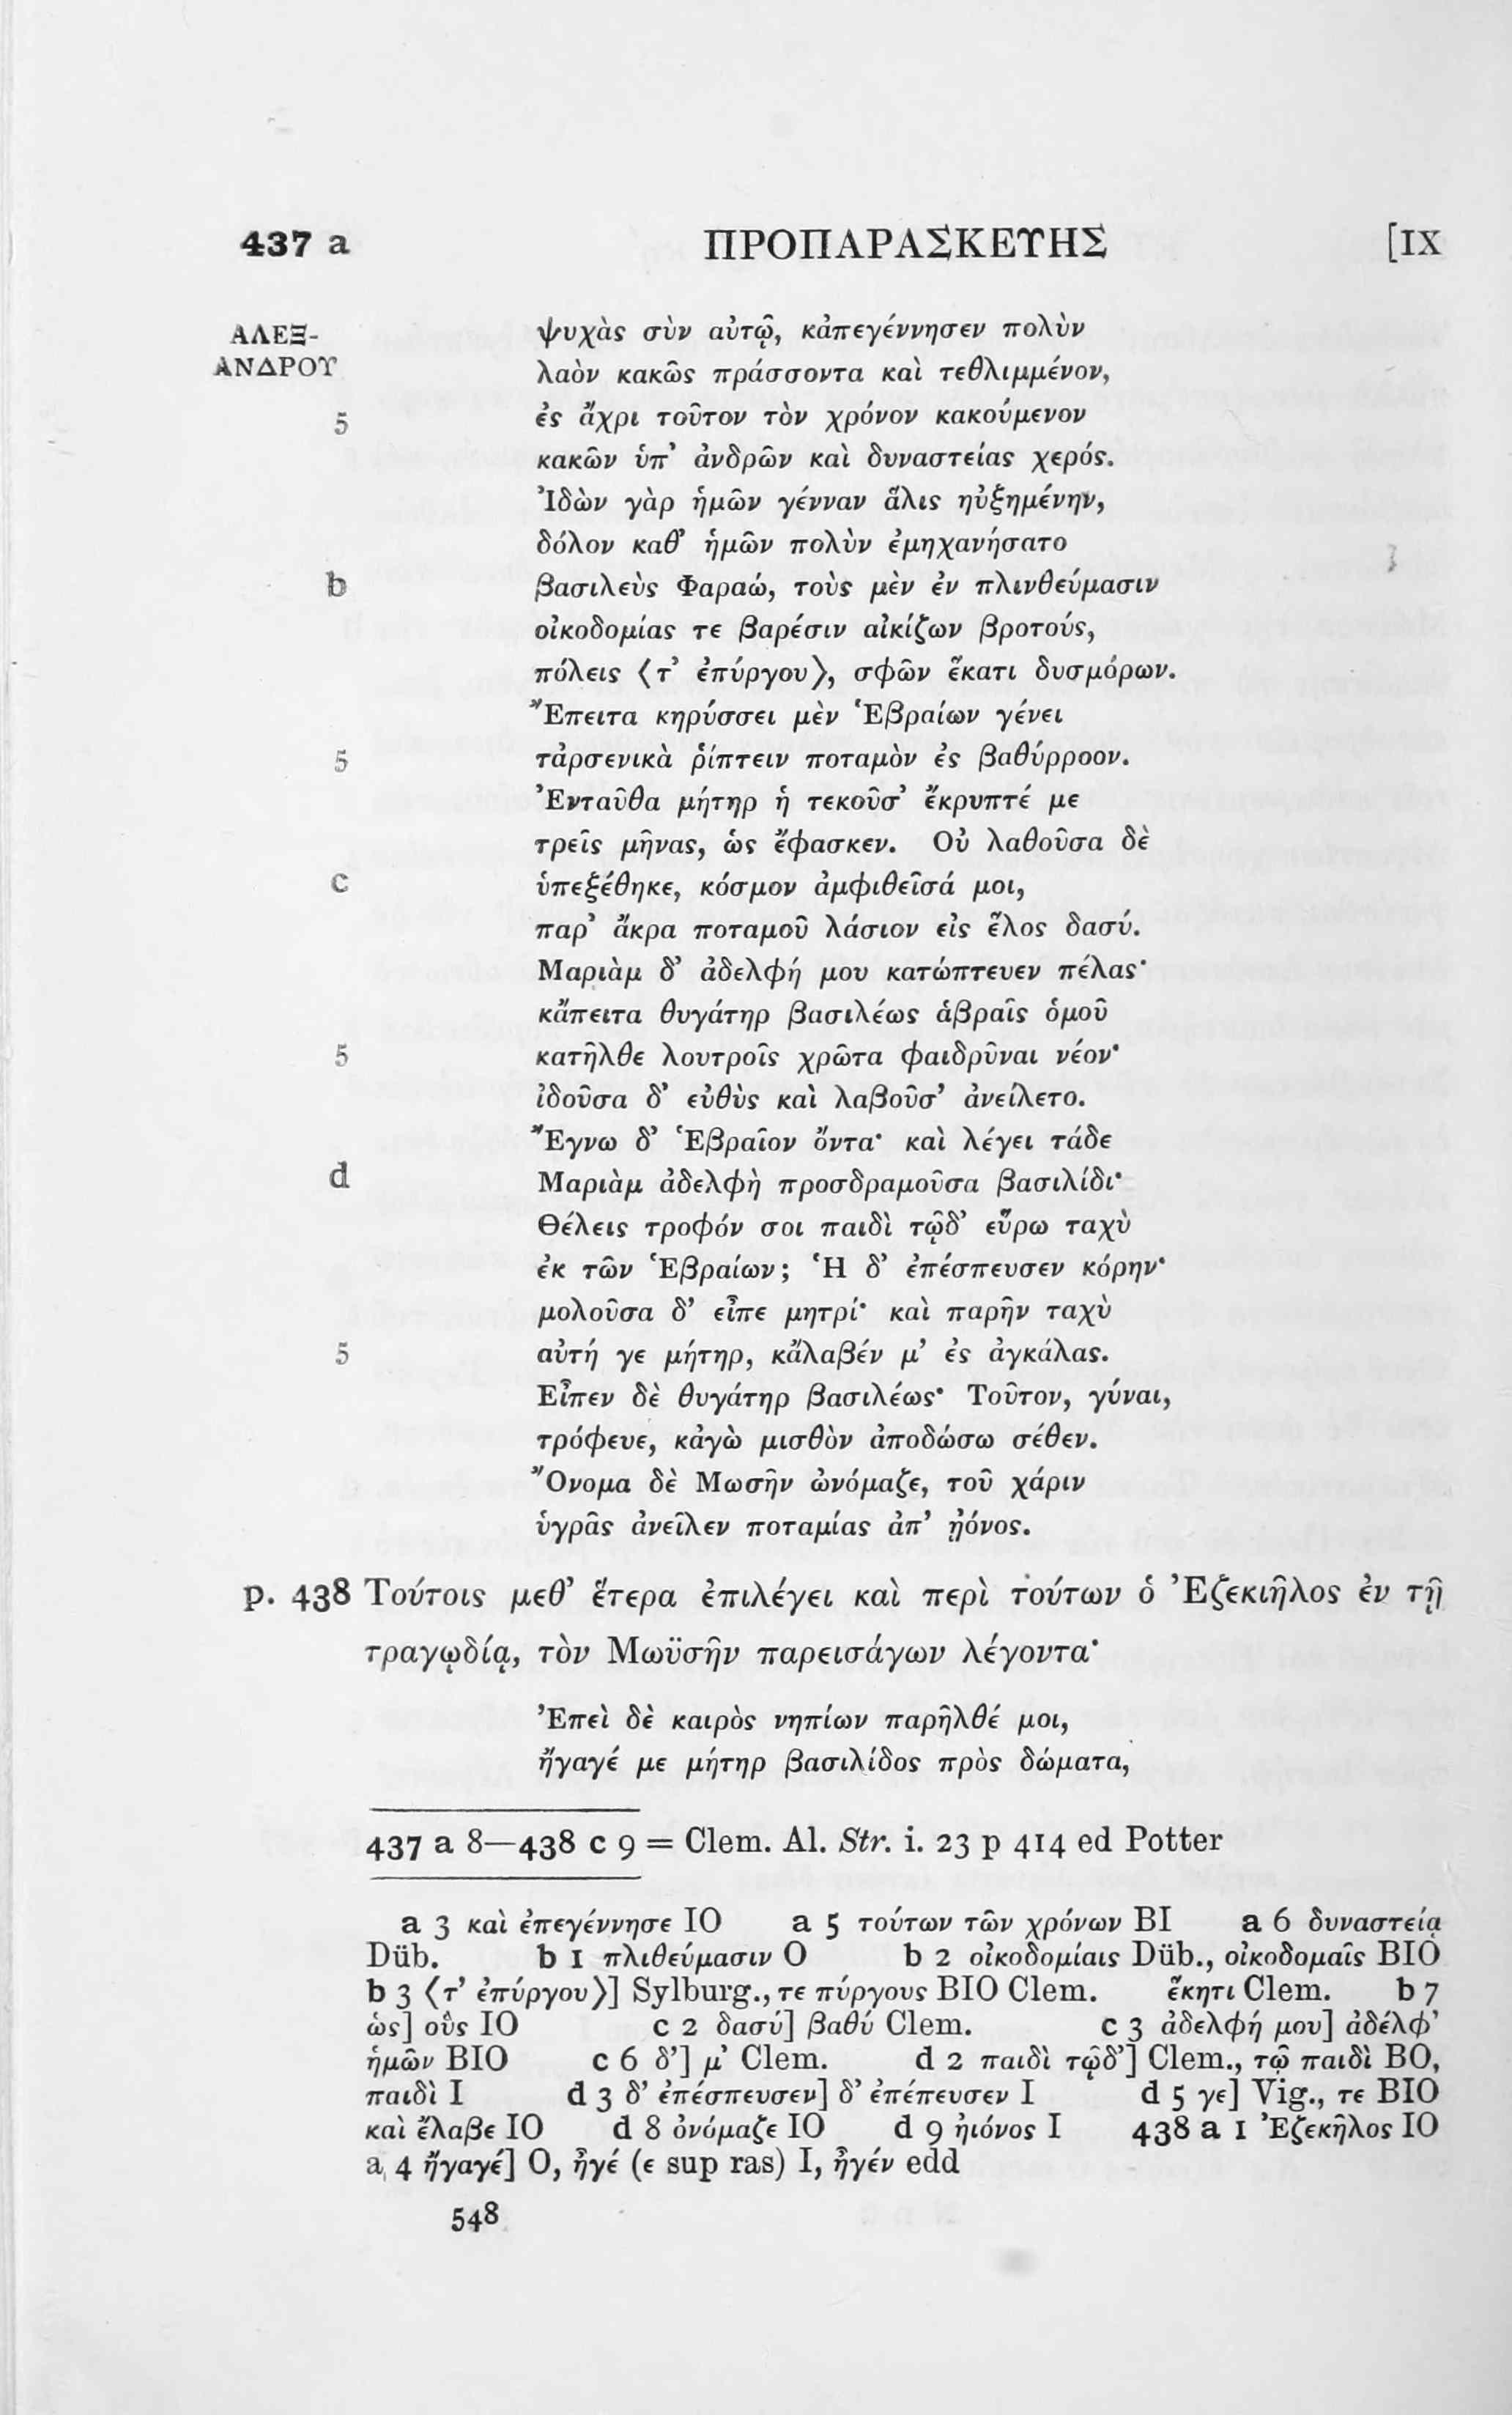 437 a ΠΡΟΠΑΡΑΣΚΕΥΗΣ [IX
ΑΛΕΞ- ψυχὰς σὺν αὐτῷ, κἀπεγέννησεν πολὺν
ΑΝΔΡΟΥ λαὸν κακῶς πράσσοντα καὶ τεθλιμμένον,
5 ἐς ἄχρι τοῦτον τὸν χρόνον κακούμενον
κακῶν ὑπ’ ἀνδρῶν καὶ δυναστείας χερός.
Ἰδὼν γὰρ ἡμῶν γένναν ἅλις ηὐξημένην,
δόλον καθ’ ἡμῶν πολὺν ἐμηχανήσατο
b βασιλεὺς Φαραώ, τοὺς μὲν ἐν πλινθεύμασιν
οἰκοδομίας τε βαρέσιν αἰκίζων βροτούς,
πόλεις ⟨τ’ ἐπύργου⟩, σφῶν ἕκατι δυσμόρων.
Ἔπειτα κηρύσσει μὲν Ἑβραίων γένει
5 τἀρσενικὰ ῥίπτειν ποταμὸν ἐς βαθύρροον.
Ἐνταῦθα μήτηρ ἡ τεκοῦσ’ ἔκρυπτέ με
τρεῖς μῆνας, ὡς ἔφασκεν. Οὐ λαθοῦσα δὲ
c ὑπεξέθηκε, κόσμον ἀμφιθεῖσά μοι,
παρ’ ἄκρα ποταμοῦ λάσιον εἰς ἕλος δασύ.
Μαριὰμ δ’ ἀδελφή μου κατώπτευεν πέλας·
κἄπειτα θυγάτηρ βασιλέως ἁβραῖς ὁμοῦ
5 κατῆλθε λουτροῖς χρῶτα φαιδρῦναι νέον·
ἰδοῦσα δ’ εὐθὺς καὶ λαβοῦσ’ ἀνείλετο.
Ἔγνω δ’ Ἑβραῖον ὄντα· καὶ λέγει τάδε
d Μαριὰμ ἀδελφὴ προσδραμοῦσα βασιλίδι·
Θέλεις τροφόν σοι παιδὶ τῷδ’ εὕρω ταχὺ
ἐκ τῶν Ἑβραίων; Ἡ δ’ ἐπέσπευσεν κόρην·
μολοῦσα δ’ εἶπε μητρί· καὶ παρῆν ταχὺ
5 αὐτή γε μήτηρ, κἄλαβέν μ’ ἐς ἀγκάλας.
Εἶπεν δὲ θυγάτηρ βασιλέως· Τοῦτον, γύναι,
τρόφευε, κἀγὼ μισθὸν ἀποδώσω σέθεν.
Ὄνομα δὲ Μωσῆν ὠνόμαζε, τοῦ χάριν
ὑγρᾶς ἀνεῖλεν ποταμίας ἀπ’ ᾐόνος.
p. 438 Τούτοις μεθ’ ἕτερα ἐπιλέγει καὶ περὶ τούτων ὁ Ἐζεκιῆλος ἐν τῇ
τραγῳδίᾳ, τὸν Μωϋσῆν παρεισάγων λέγοντα·
Ἐπεὶ δὲ καιρὸς νηπίων παρῆλθέ μοι,
ἤγαγέ με μήτηρ βασιλίδος πρὸς δώματα,
437 a 8—438 c 9 = Clem. Al. Str. i. 23 p 414 ed Potter
a 3 καὶ ἐπεγέννησε IO a 5 τούτων τῶν χρόνων BI a 6 δυναστείᾳ
Düb. b 1 πλιθεύμασιν O b 2 οἰκοδομίαις Düb., οἰκοδομαῖς BIO
b 3 ⟨τ’ ἐπύργου⟩] Sylburg., τε πύργους BIO Clem. ἕκητι Clem. b 7
ὡς] οὓς IO c 2 δασύ] βαθύ Clem. c 3 ἀδελφή μου] ἀδέλφ’
ἡμῶν BIO c 6 δ’] μ’ Clem. d 2 παιδὶ τῷδ’] Clem., τῷ παιδὶ BO,
παιδὶ I d 3 δ’ ἐπέσπευσεν] δ’ ἐπέπευσεν I d 5 γε] Vig., τε BIO
καὶ ἔλαβε IO d 8 ὀνόμαζε IO d 9 ἠιόνος I 438 a 1 Ἐζεκῆλος IO
a 4 ἤγαγέ] O, ἦγέ (ε sup ras) I, ἦγέν edd
548